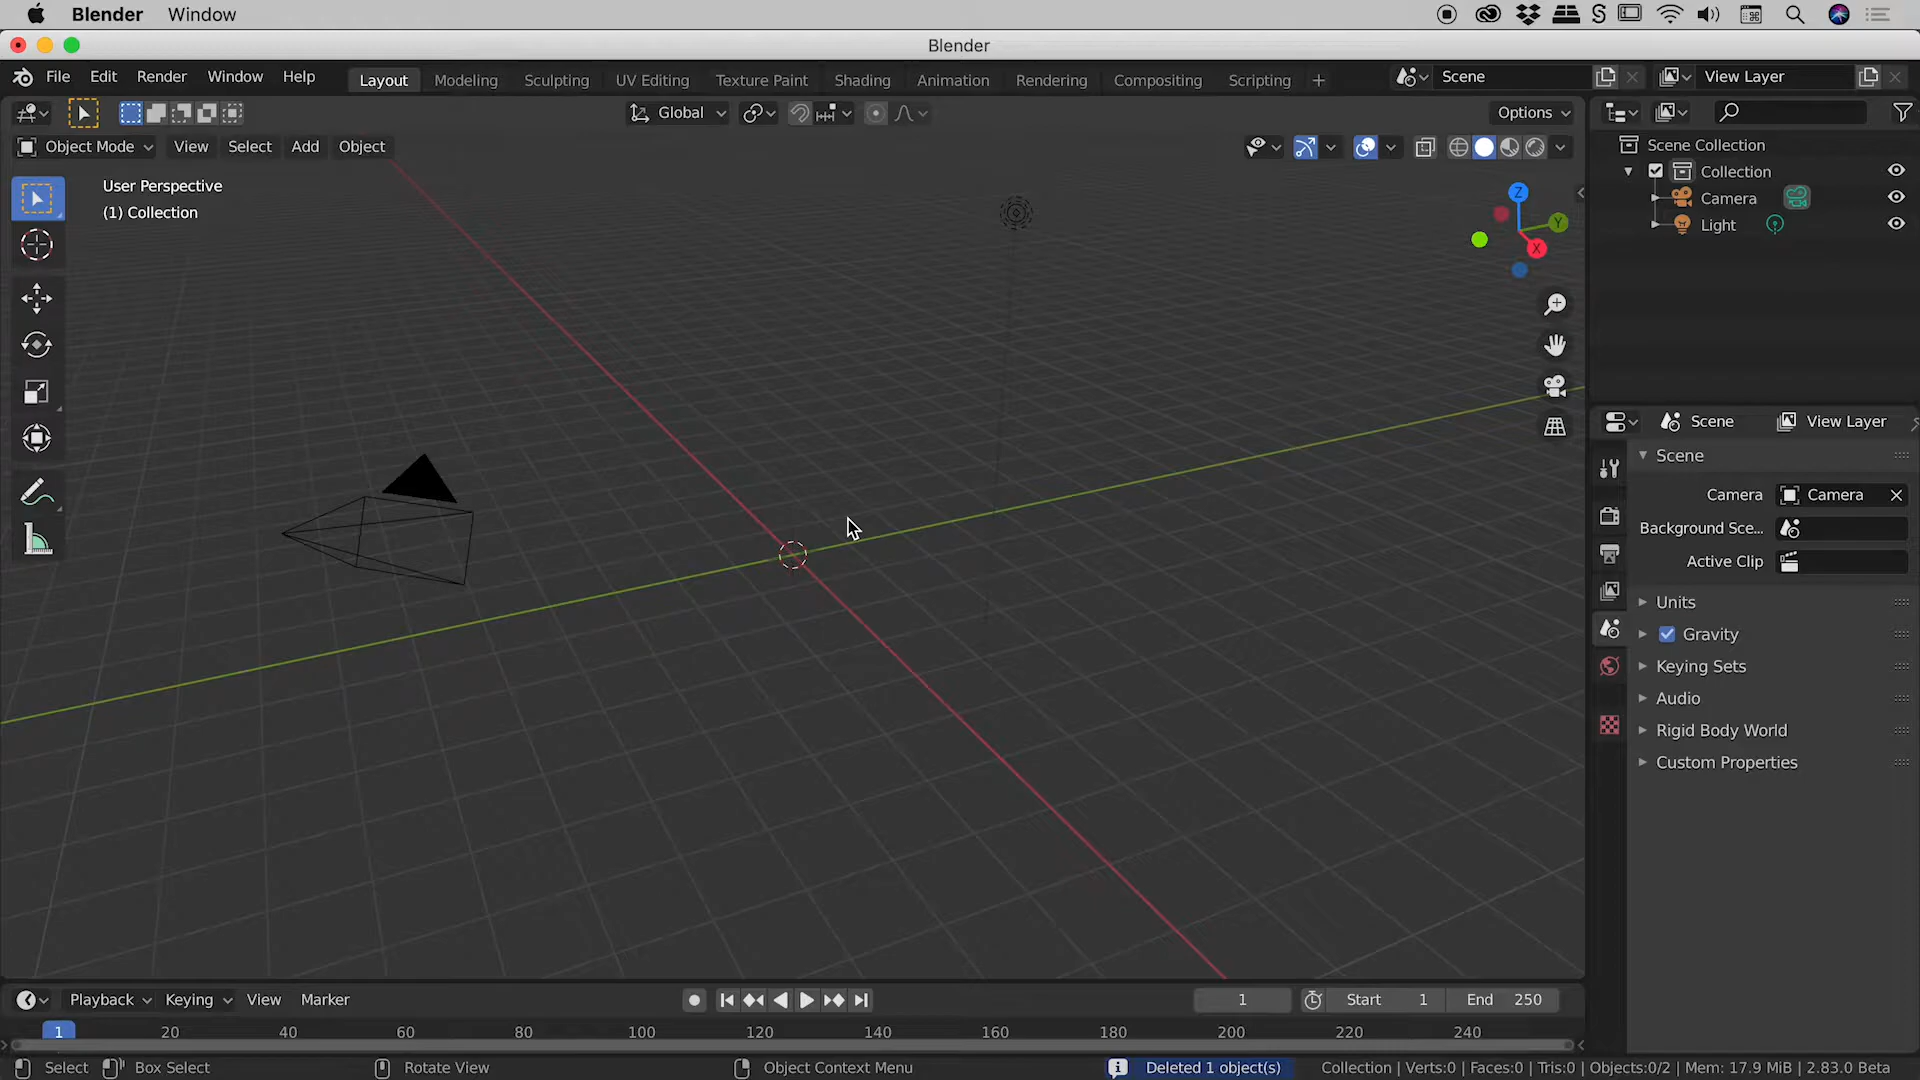 Blender Window
Blender
File Edit Render Window Help Layout Modeling Sculpting UV Editing Texture Paint Shading Animation Rendering Compositing Scripting + Scene View Layer
Global Options
Object Mode View Select Add Object
User Perspective
(1) Collection
Z
Y
X
Scene Collection
Collection
Camera
Light
Scene View Layer
Scene
Camera Camera
Background Sce...
Active Clip
Units
Gravity
Keying Sets
Audio
Rigid Body World
Custom Properties
Playback Keying View Marker 1 Start 1 End 250
1 20 40 60 80 100 120 140 160 180 200 220 240
Select Box Select Rotate View Object Context Menu Deleted 1 object(s) Collection | Verts:0 | Faces:0 | Tris:0 | Objects:0/2 | Mem: 17.9 MiB | 2.83.0 Beta